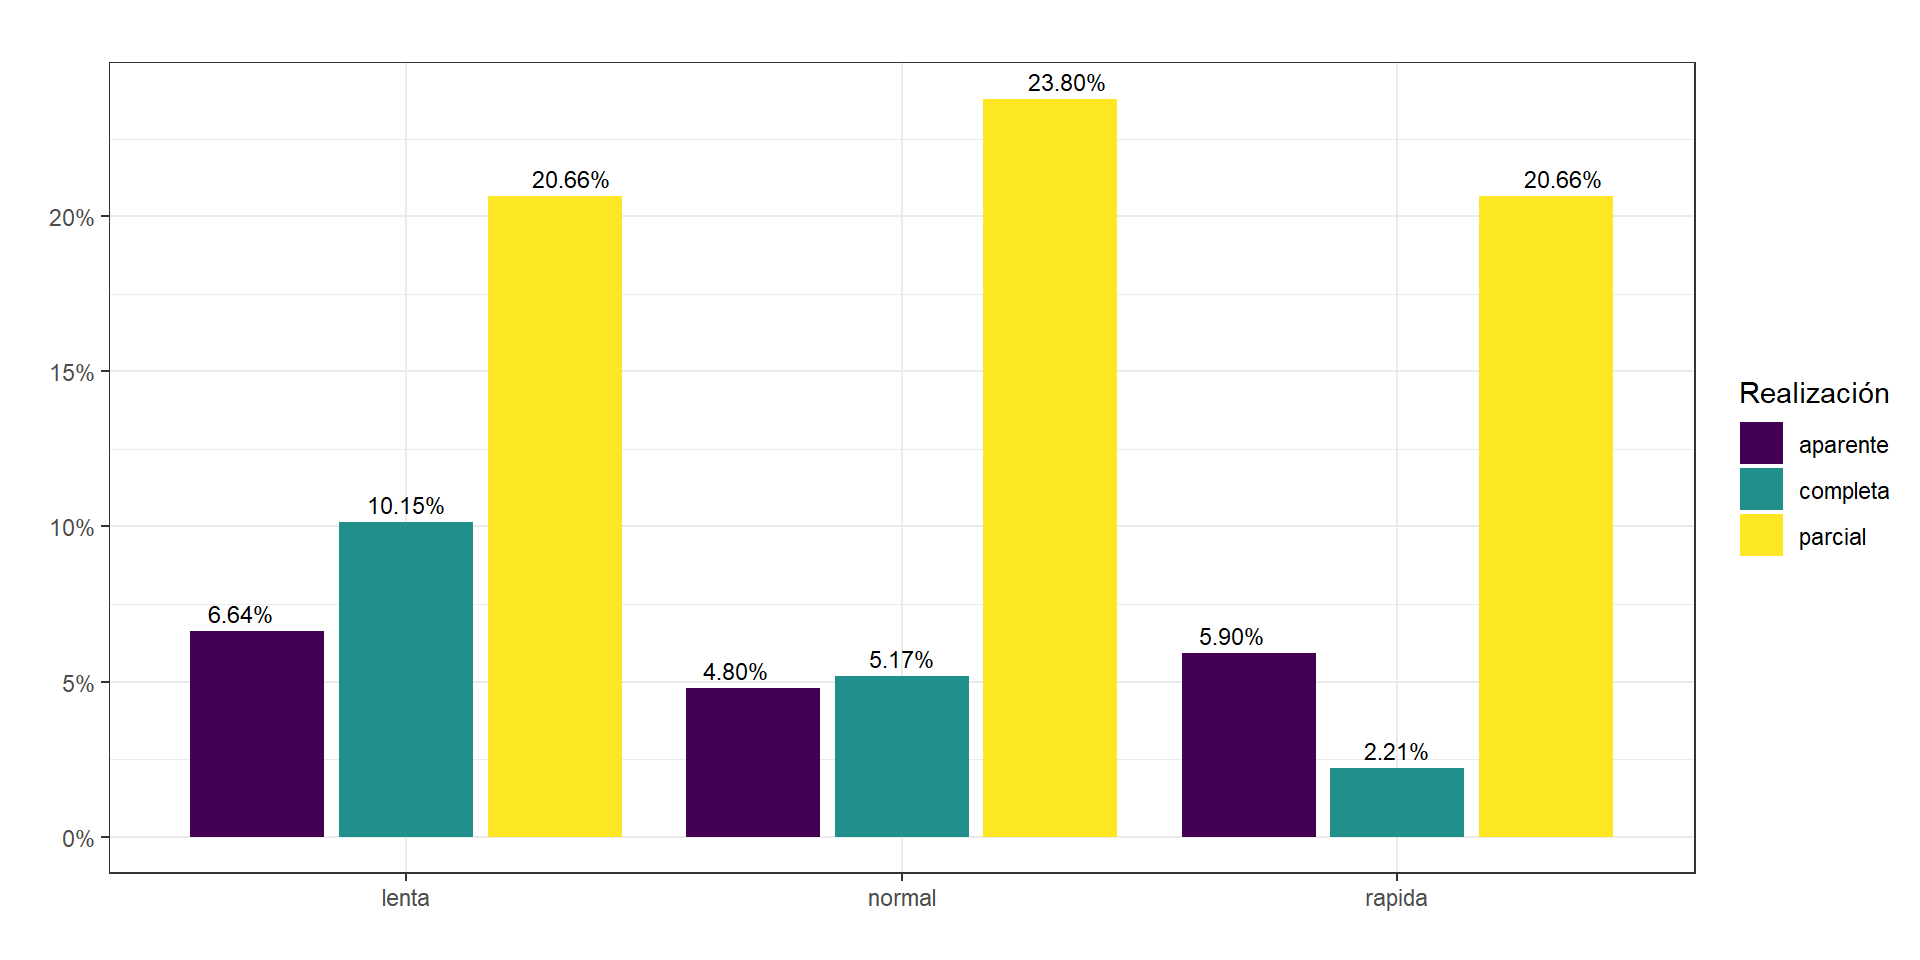 23.80%
20.66%
20.66%
20%
15%
10.15%
10%
6.64%
5.90%
5.17%
4.80%
5%
2.21%
0%
lenta
normal
rapida
Realización
aparente
completa
parcial